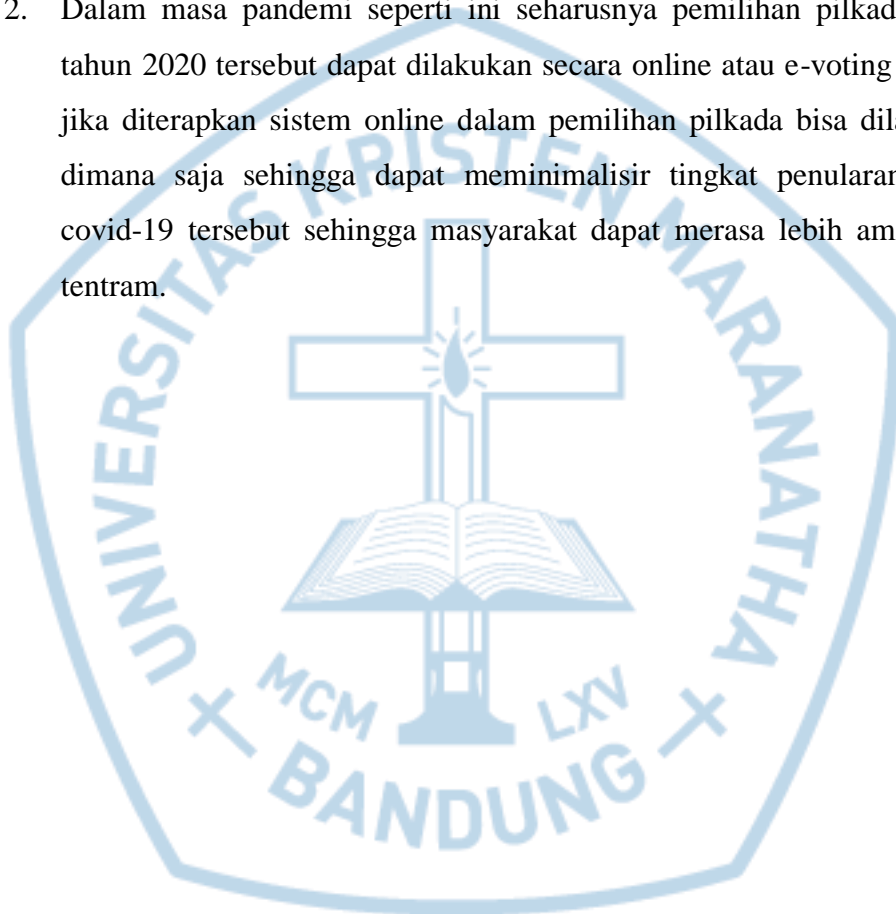 2. Dalam masa pandemi seperti ini seharusnya pemilihan pilkad
tahun 2020 tersebut dapat dilakukan secara online atau e-voting
jika diterapkan sistem online dalam pemilihan pilkada bisa dila
dimana saja sehingga dapat meminimalisir tingkat penularan
covid-19 tersebut sehingga masyarakat dapat merasa lebih am
tentram.
UNIVERSITAS KRISTEN MARANATHA
MCM LXV
BANDUNG